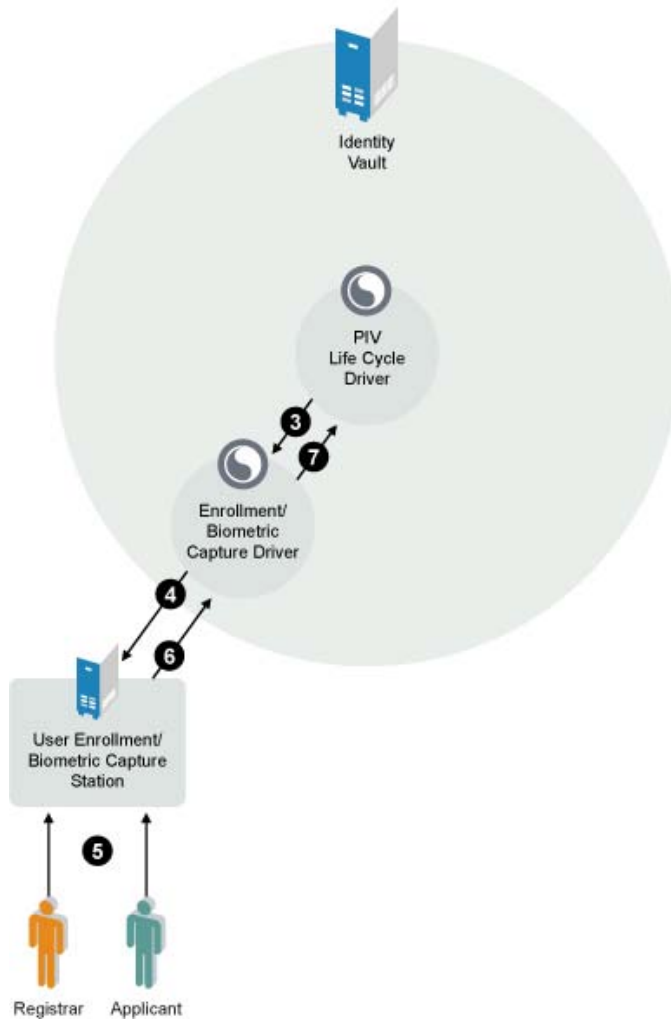 Identity
Vault
PIV
Life Cycle
Driver
3
7
Enrollment/
Biometric
Capture Driver
4
6
User Enrollment/
Biometric Capture
Station
5
Registrar
Applicant